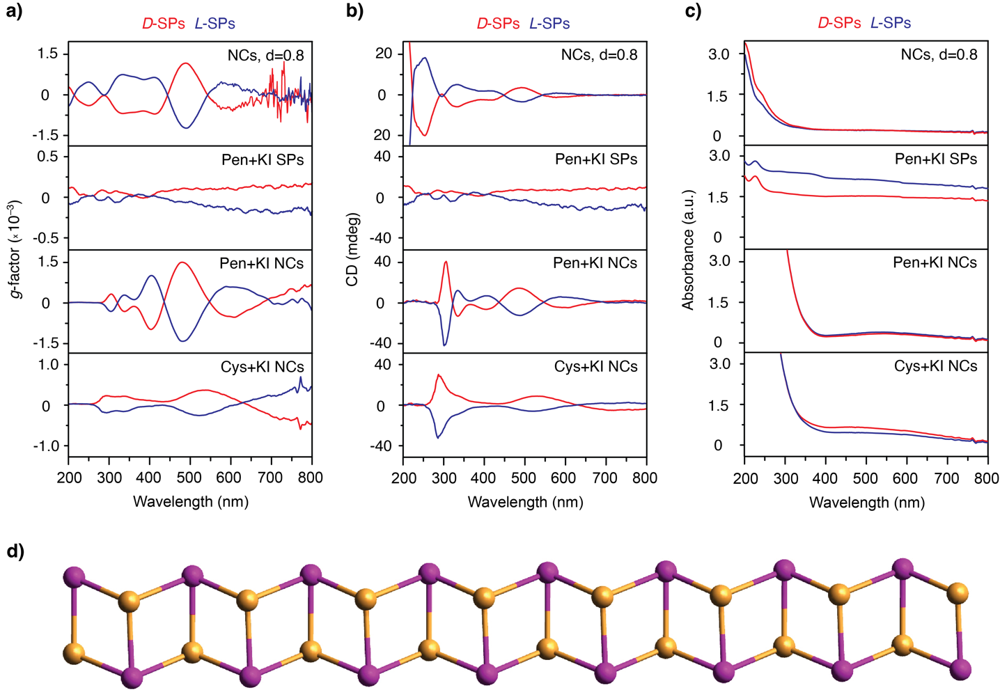 a)
D-SPs L-SPs
NCs, d=0.8
1.5
0
-1.5
Pen+KI SPs
0.5
0
-0.5
Pen+KI NCs
1.5
0
-1.5
Cys+KI NCs
1.0
0
-1.0
g-factor (x 10⁻³)
200 300 400 500 600 700 800
Wavelength (nm)
b)
D-SPs L-SPs
NCs, d=0.8
20
0
20
Pen+KI SPs
40
0
-40
Pen+KI NCs
40
0
-40
Cys+KI NCs
40
0
-40
CD (mdeg)
200 300 400 500 600 700 800
Wavelength (nm)
c)
D-SPs L-SPs
NCs, d=0.8
3.0
1.5
0
Pen+KI SPs
3.0
1.5
0
Pen+KI NCs
3.0
1.5
0
Cys+KI NCs
3.0
1.5
0
Absorbance (a.u.)
200 300 400 500 600 700 800
Wavelength (nm)
d)